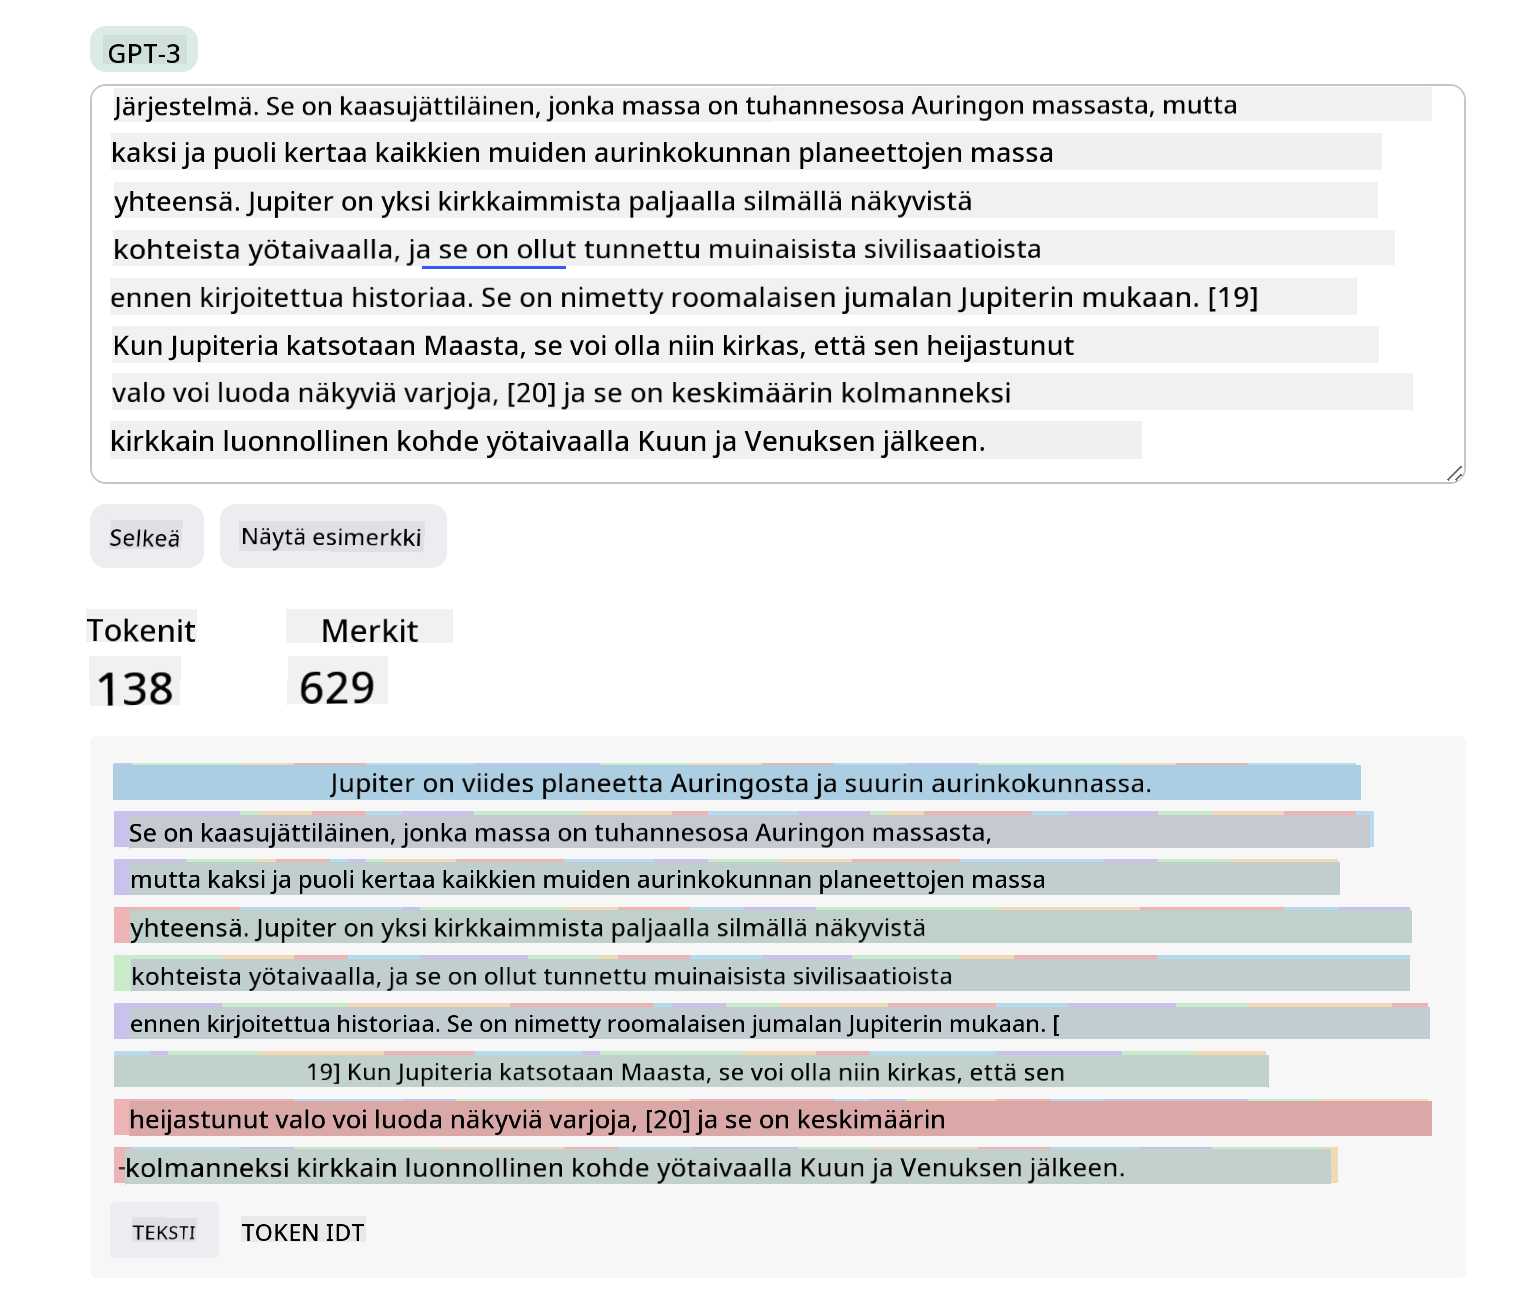 GPT-3
Järjestelmä. Se on kaasujättiläinen, jonka massa on tuhannesosa Auringon massasta, mutta
kaksi ja puoli kertaa kaikkien muiden aurinkokunnan planeettojen massa
yhteensä. Jupiter on yksi kirkkaimmista paljaalla silmällä näkyvistä
kohteista yötaivaalla, ja se on ollut tunnettu muinaisista sivilisaatioista
ennen kirjoitettua historiaa. Se on nimetty roomalaisen jumalan Jupiterin mukaan. [19]
Kun Jupiteria katsotaan Maasta, se voi olla niin kirkas, että sen heijastunut
valo voi luoda näkyviä varjoja, [20] ja se on keskimäärin kolmanneksi
kirkkain luonnollinen kohde yötaivaalla Kuun ja Venuksen jälkeen.
Selkeä Näytä esimerkki
Tokenit Merkit
138 629
Jupiter on viides planeetta Auringosta ja suurin aurinkokunnassa.
Se on kaasujättiläinen, jonka massa on tuhannesosa Auringon massasta,
mutta kaksi ja puoli kertaa kaikkien muiden aurinkokunnan planeettojen massa
yhteensä. Jupiter on yksi kirkkaimmista paljaalla silmällä näkyvistä
kohteista yötaivaalla, ja se on ollut tunnettu muinaisista sivilisaatioista
ennen kirjoitettua historiaa. Se on nimetty roomalaisen jumalan Jupiterin mukaan. [
19] Kun Jupiteria katsotaan Maasta, se voi olla niin kirkas, että sen
heijastunut valo voi luoda näkyviä varjoja, [20] ja se on keskimäärin
-kolmanneksi kirkkain luonnollinen kohde yötaivaalla Kuun ja Venuksen jälkeen.
TEKSTI TOKEN IDT